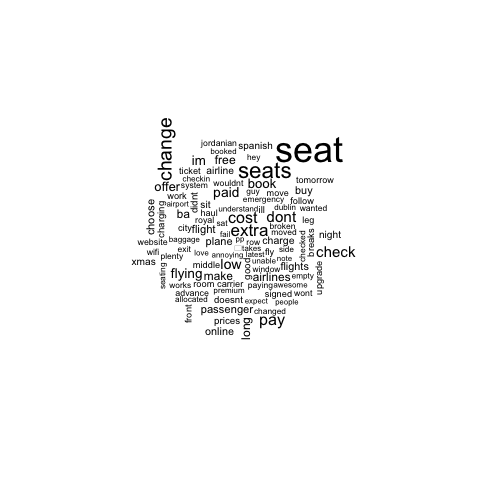 change
jordanian
spanish
seat
booked
im
free
hey
ticket
airline
seats
checkin
tomorrow
offer
system
wouldnt
book
work
paid
guy
move
buy
airport
didnt
emergency
follow
choose
charging
sit
understand
ill
dublin
wanted
ba
haul
cost
dont
leg
royal
sat
city
flight
extra
broken
fail
moved
checked
breaks
night
website
baggage
plane
pp
row
charge
wifi
exit
takes
side
check
plenty
love
annoying
latest
fly
note
xmas
middle
low
good
unable
flights
seating
flying
make
window
airlines
empty
upgrade
works
room
carrier
paying
awesome
advance
premium
signed
wont
allocated
doesnt
expect
people
front
passenger
changed
prices
long
pay
online